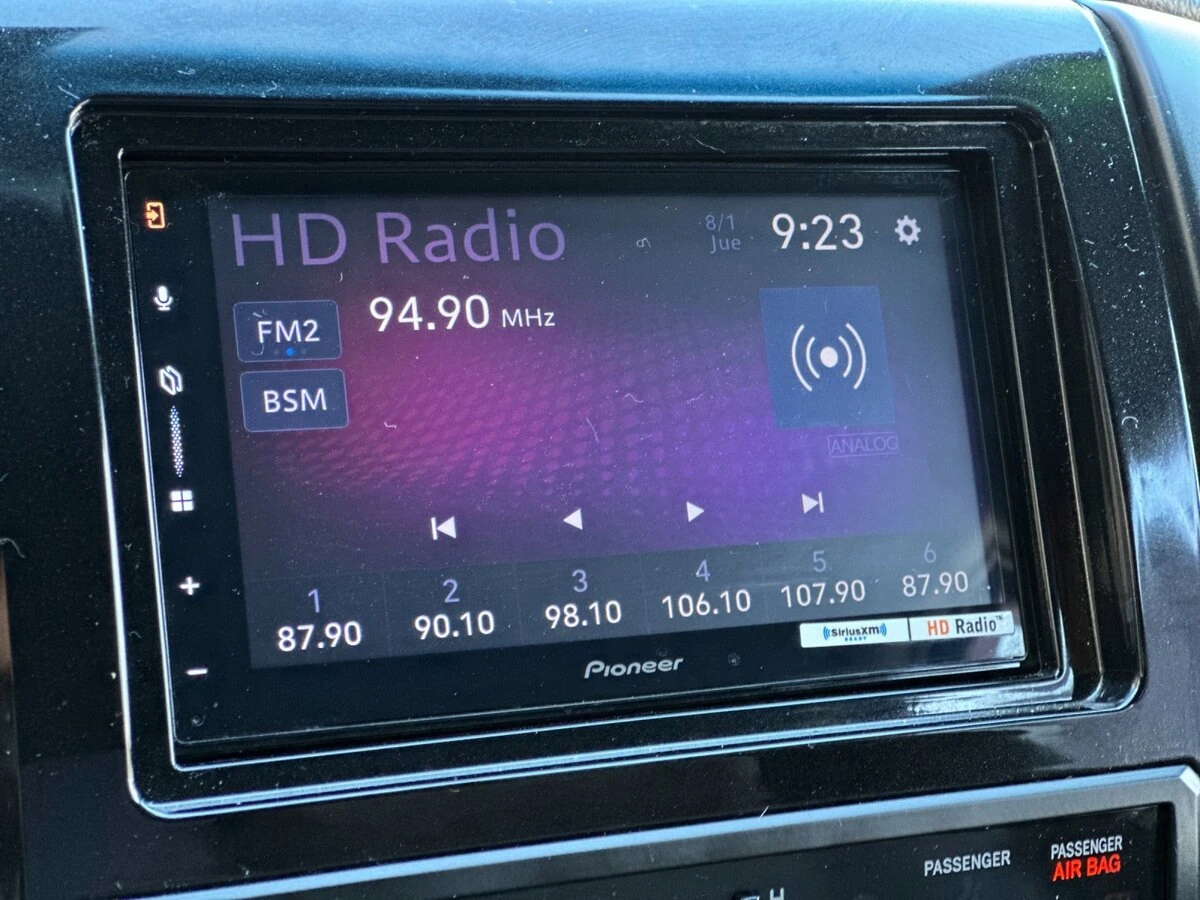 HD Radio
8/1
Jue
9:23
FM2
94.90 MHz
BSM
ANALOG
1 2 3 4 5 6
87.90 90.10 98.10 106.10 107.90 87.90
SiriusXm
READY
HD Radio™
Pioneer
PASSENGER
PASSENGER
AIR BAG
H